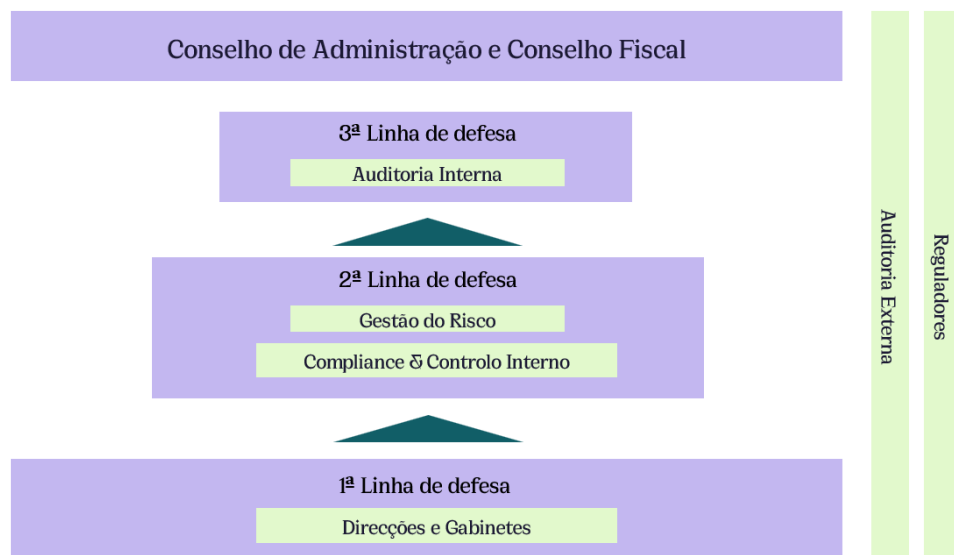 Conselho de Administração e Conselho Fiscal
3ª Linha de defesa
Auditoria Interna
2ª Linha de defesa
Gestão do Risco
Compliance & Controlo Interno
1ª Linha de defesa
Direcções e Gabinetes
Auditoria Externa
Reguladores